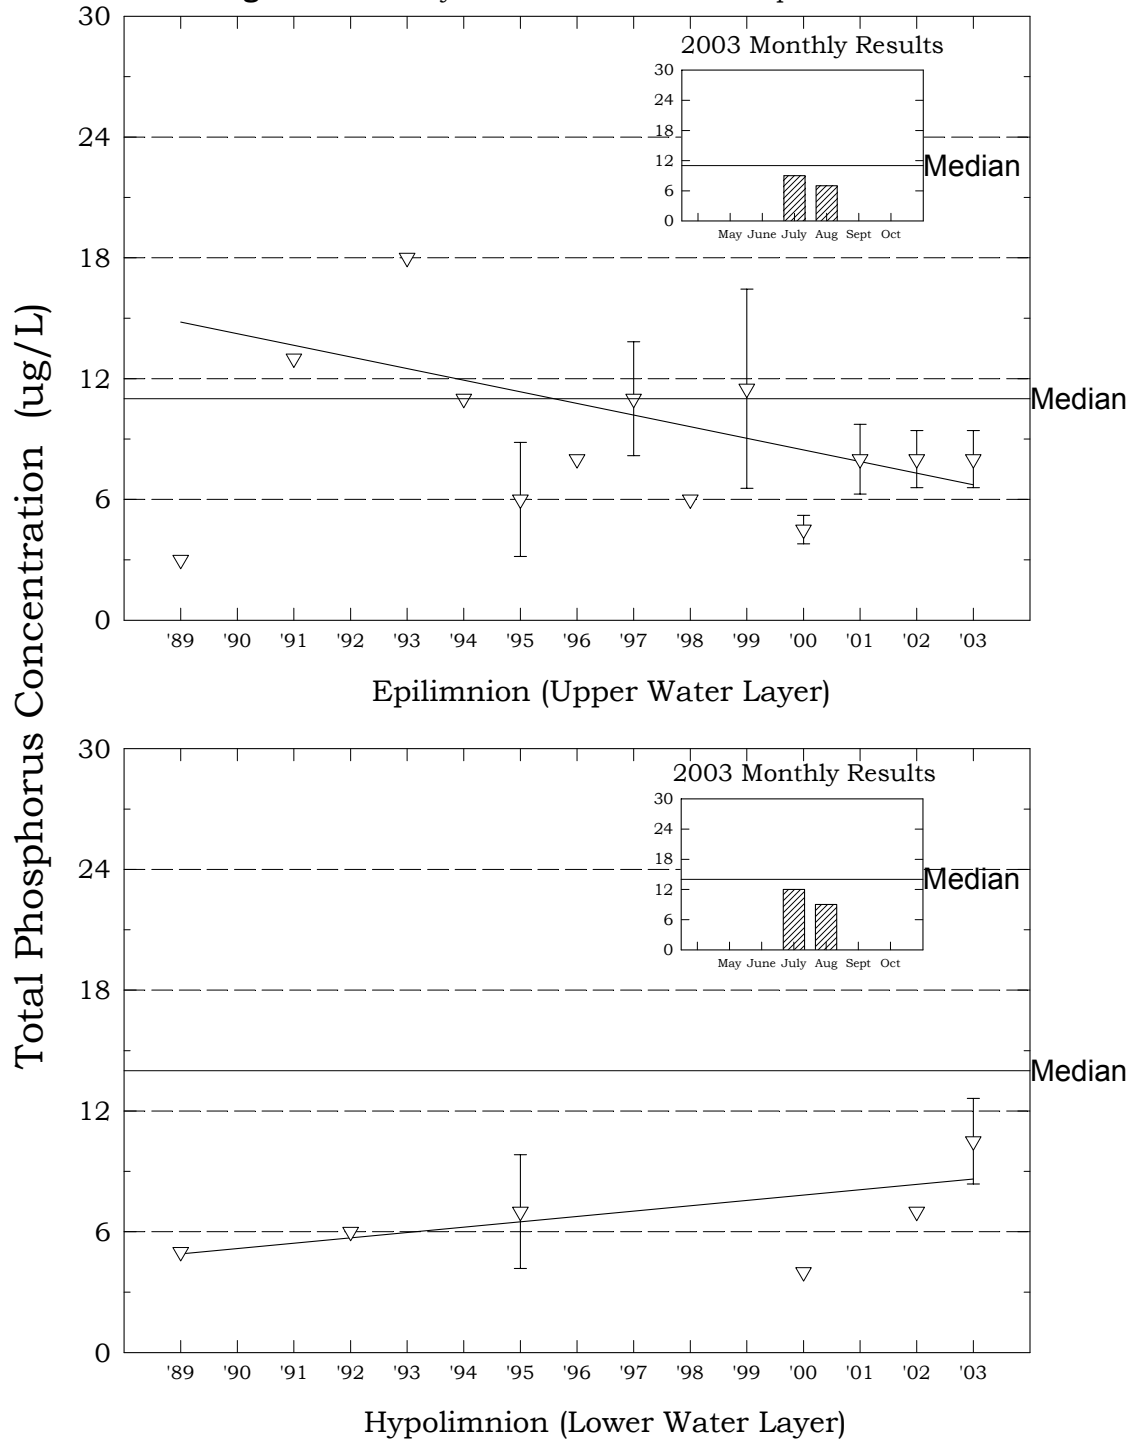 2003 Monthly Results
30
24
18
12
6
0
Median
May June July Aug Sept Oct
30
24
18
12
6
0
Median
'89 '90 '91 '92 '93 '94 '95 '96 '97 '98 '99 '00 '01 '02 '03
Epilimnion (Upper Water Layer)
Total Phosphorus Concentration (ug/L)
2003 Monthly Results
30
24
18
12
6
0
Median
May June July Aug Sept Oct
30
24
18
12
6
0
Median
'89 '90 '91 '92 '93 '94 '95 '96 '97 '98 '99 '00 '01 '02 '03
Hypolimnion (Lower Water Layer)